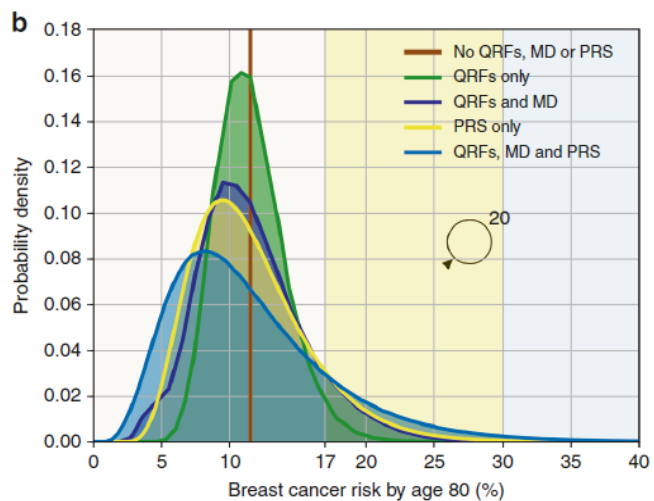 b
0.18
0.16
0.14
0.12
0.10
0.08
0.06
0.04
0.02
0.00
Probability density
No QRFs, MD or PRS
QRFs only
QRFs and MD
PRS only
QRFs, MD and PRS
20
0 5 10 17 20 25 30 35 40
Breast cancer risk by age 80 (%)